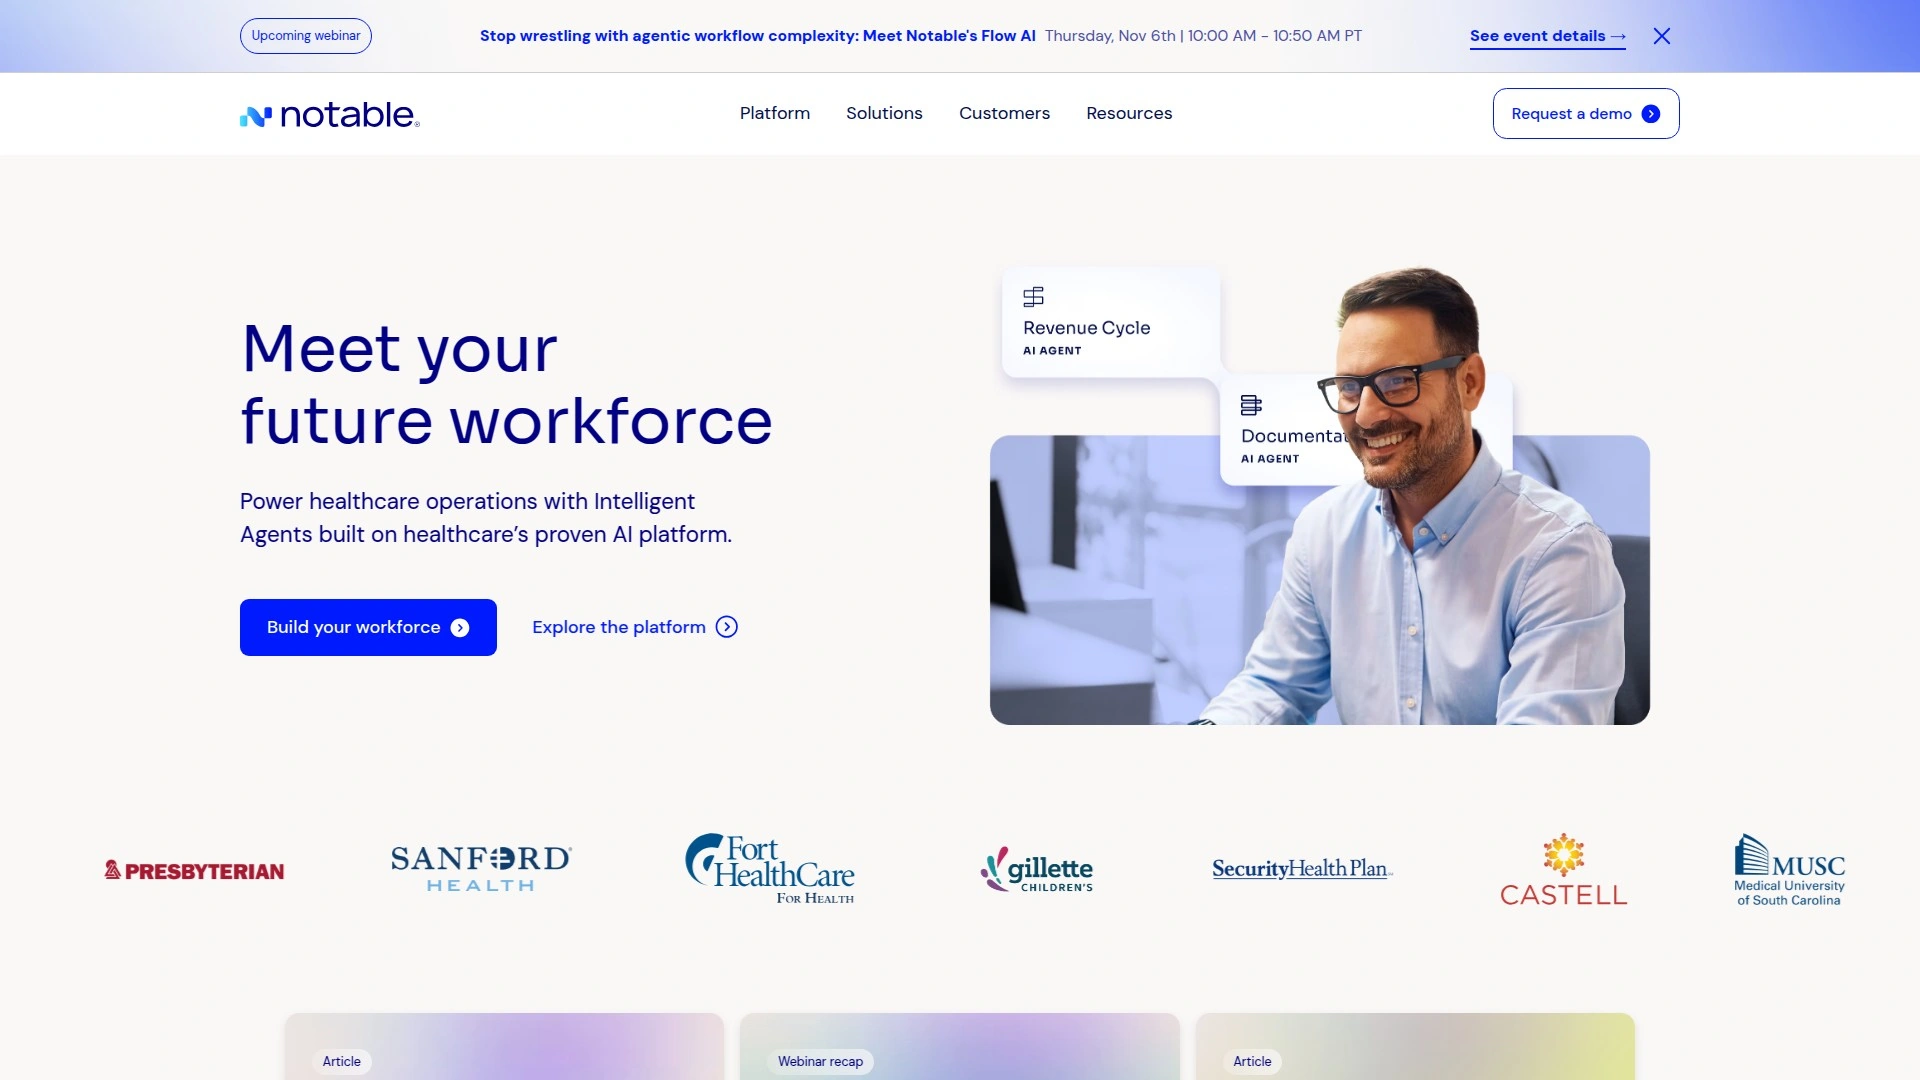 Upcoming webinar
Stop wrestling with agentic workflow complexity: Meet Notable's Flow AI Thursday, Nov 6th | 10:00 AM - 10:50 AM PT
See event details →
notable®
Platform
Solutions
Customers
Resources
Request a demo
Meet your
future workforce
Power healthcare operations with Intelligent
Agents built on healthcare’s proven AI platform.
Build your workforce
Explore the platform
Revenue Cycle
AI AGENT
AI AGENT
PRESBYTERIAN
SANFORD
HEALTH
Fort
HealthCare
FOR HEALTH
gillette
CHILDREN'S
SecurityHealth Plan
CASTELL
MUSC
Medical University
of South Carolina
Article
Webinar recap
Article